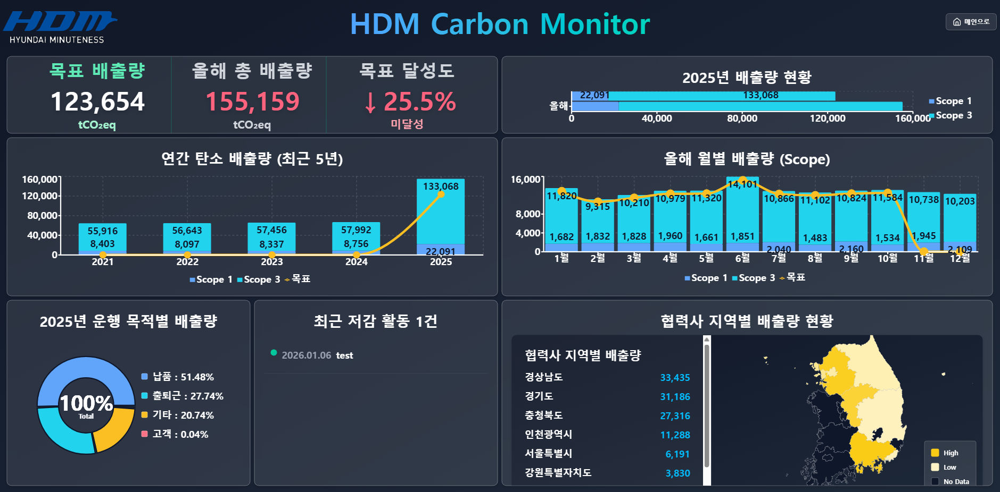 HDM
HYUNDAI MINUTENESS
HDM Carbon Monitor
메인으로
목표 배출량
123,654
tCO₂eq
올해 총 배출량
155,159
tCO₂eq
목표 달성도
↓ 25.5%
미달성
2025년 배출량 현황
22,091
133,068
올해
0
40,000
80,000
120,000
160,000
Scope 1
Scope 3
연간 탄소 배출량 (최근 5년)
160,000
120,000
80,000
40,000
0
55,916
56,643
57,456
57,992
133,068
8,403
8,097
8,337
8,756
22,091
2021
2022
2023
2024
2025
Scope 1
Scope 3
목표
올해 월별 배출량 (Scope)
16,000
8,000
4,000
0
11,820
9,315
10,210
10,979
11,320
14,101
10,866
11,102
10,824
11,584
10,738
10,203
1,682
1,832
1,828
1,960
1,661
1,851
2,040
1,483
2,160
1,534
1,945
2,109
1월
2월
3월
4월
5월
6월
7월
8월
9월
10월
11월
12월
Scope 1
Scope 3
목표
2025년 운행 목적별 배출량
100%
Total
납품 : 51.48%
출퇴근 : 27.74%
기타 : 20.74%
고객 : 0.04%
최근 저감 활동 1건
2026.01.06 test
협력사 지역별 배출량 현황
협력사 지역별 배출량
경상남도 33,435
경기도 31,186
충청북도 27,316
인천광역시 11,288
서울특별시 6,191
강원특별자치도 3,830
High
Low
No Data